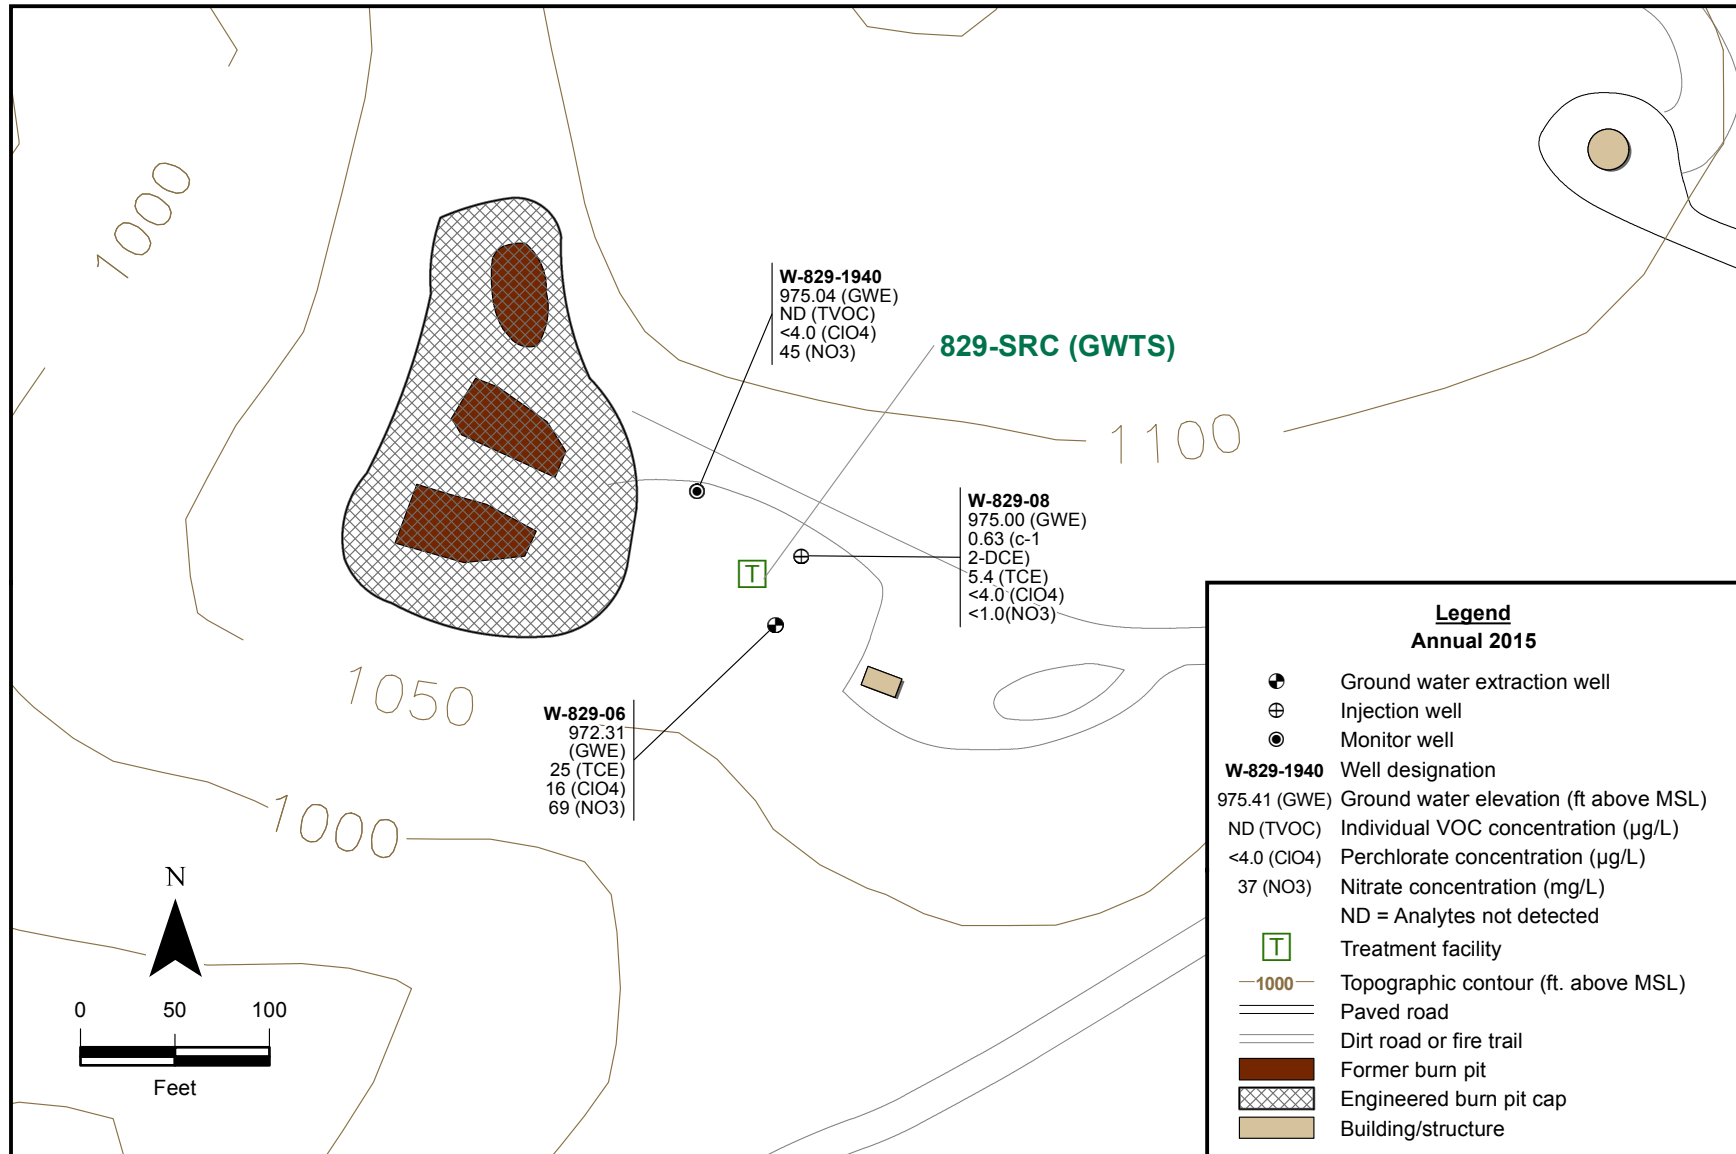 1000
W-829-1940
975.04 (GWE)
ND (TVOC)
<4.0 (ClO4)
45 (NO3)
829-SRC (GWTS)
1100
W-829-08
975.00 (GWE)
0.63 (c-1
2-DCE)
5.4 (TCE)
<4.0 (ClO4)
<1.0(NO3)
T
1050
W-829-06
972.31
(GWE)
25 (TCE)
16 (ClO4)
69 (NO3)
1000
N
0 50 100
Feet
Legend
Annual 2015
Ground water extraction well
Injection well
Monitor well
W-829-1940 Well designation
975.41 (GWE) Ground water elevation (ft above MSL)
ND (TVOC) Individual VOC concentration (µg/L)
<4.0 (ClO4) Perchlorate concentration (µg/L)
37 (NO3) Nitrate concentration (mg/L)
ND = Analytes not detected
T Treatment facility
1000 Topographic contour (ft. above MSL)
Paved road
Dirt road or fire trail
Former burn pit
Engineered burn pit cap
Building/structure